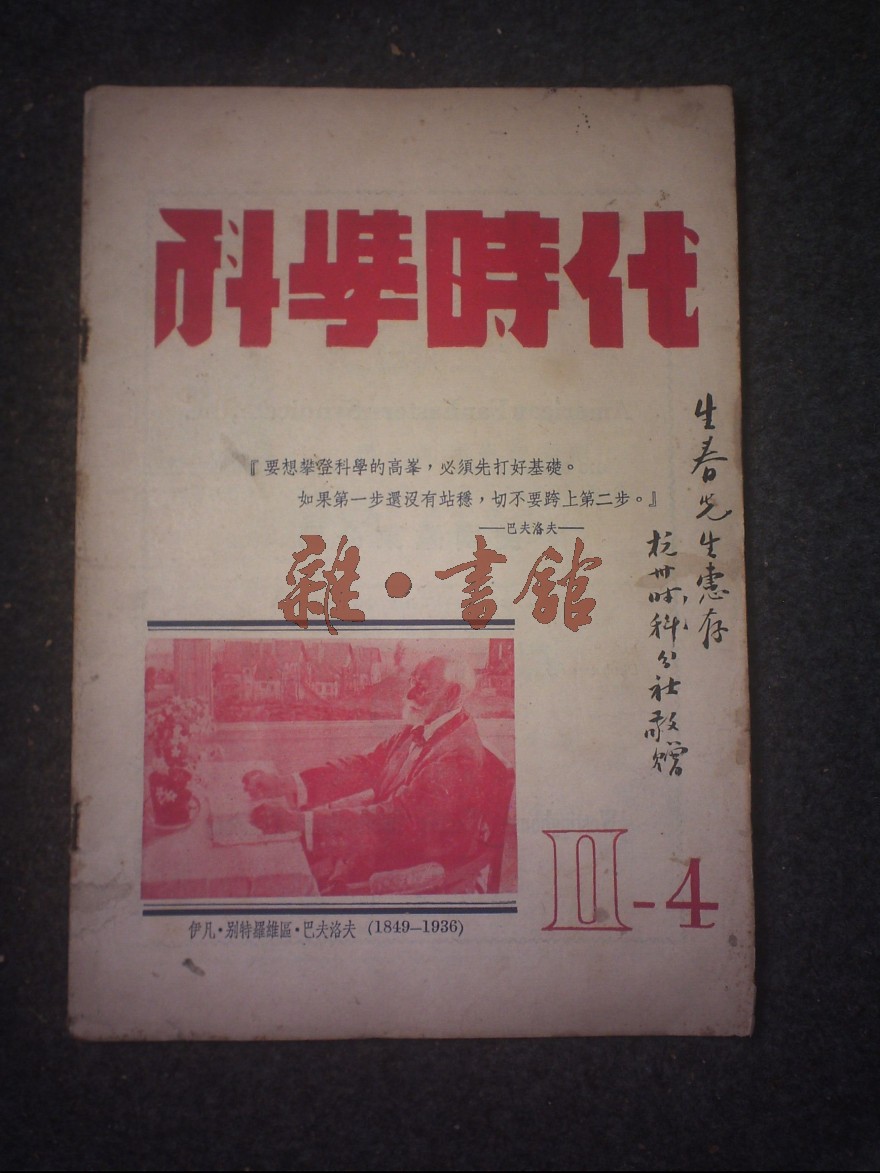 科學時代
『要想攀登科學的高峯，必須先打好基礎。
如果第一步還沒有站穩，切不要跨上第二步。』
——巴夫洛夫——
雜·書舘
生春先生惠存
杭州時科分社敬贈
伊凡·別特羅維區·巴夫洛夫 (1849—1936)
II-4